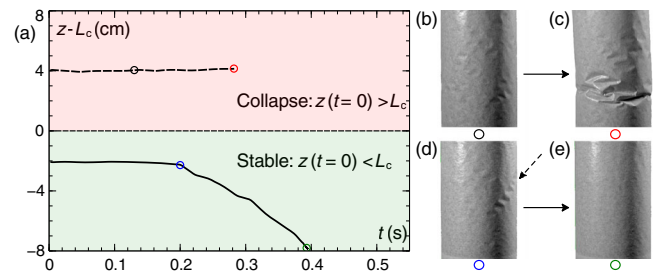 (a)
z-Lc (cm)
8
4
0
-4
-8
Collapse: z(t=0) >Lc
Stable: z(t=0) <Lc
t(s)
0 0.1 0.2 0.3 0.4 0.5
(b)
(c)
(d)
(e)